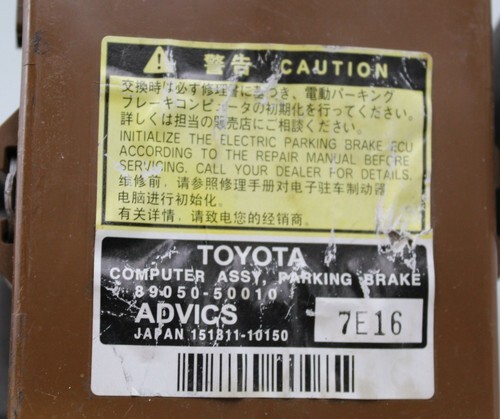 警告 CAUTION
交換時は必ず修理書に基づき、電動パーキング
ブレーキコンピュータの初期化を行ってください。
詳しくは担当の販売店にご相談ください。
INITIALIZE THE ELECTRIC PARKING BRAKE ECU
ACCORDING TO THE REPAIR MANUAL BEFORE
SERVICING. CALL YOUR DEALER FOR DETAILS.
维修前，请参照修理手册对电子驻车制动器
电脑进行初始化。
有关详情，请致电您的经销商。
TOYOTA
COMPUTER ASSY, PARKING BRAKE
89050-50010
ADVICS
7E16
JAPAN 151811-10150